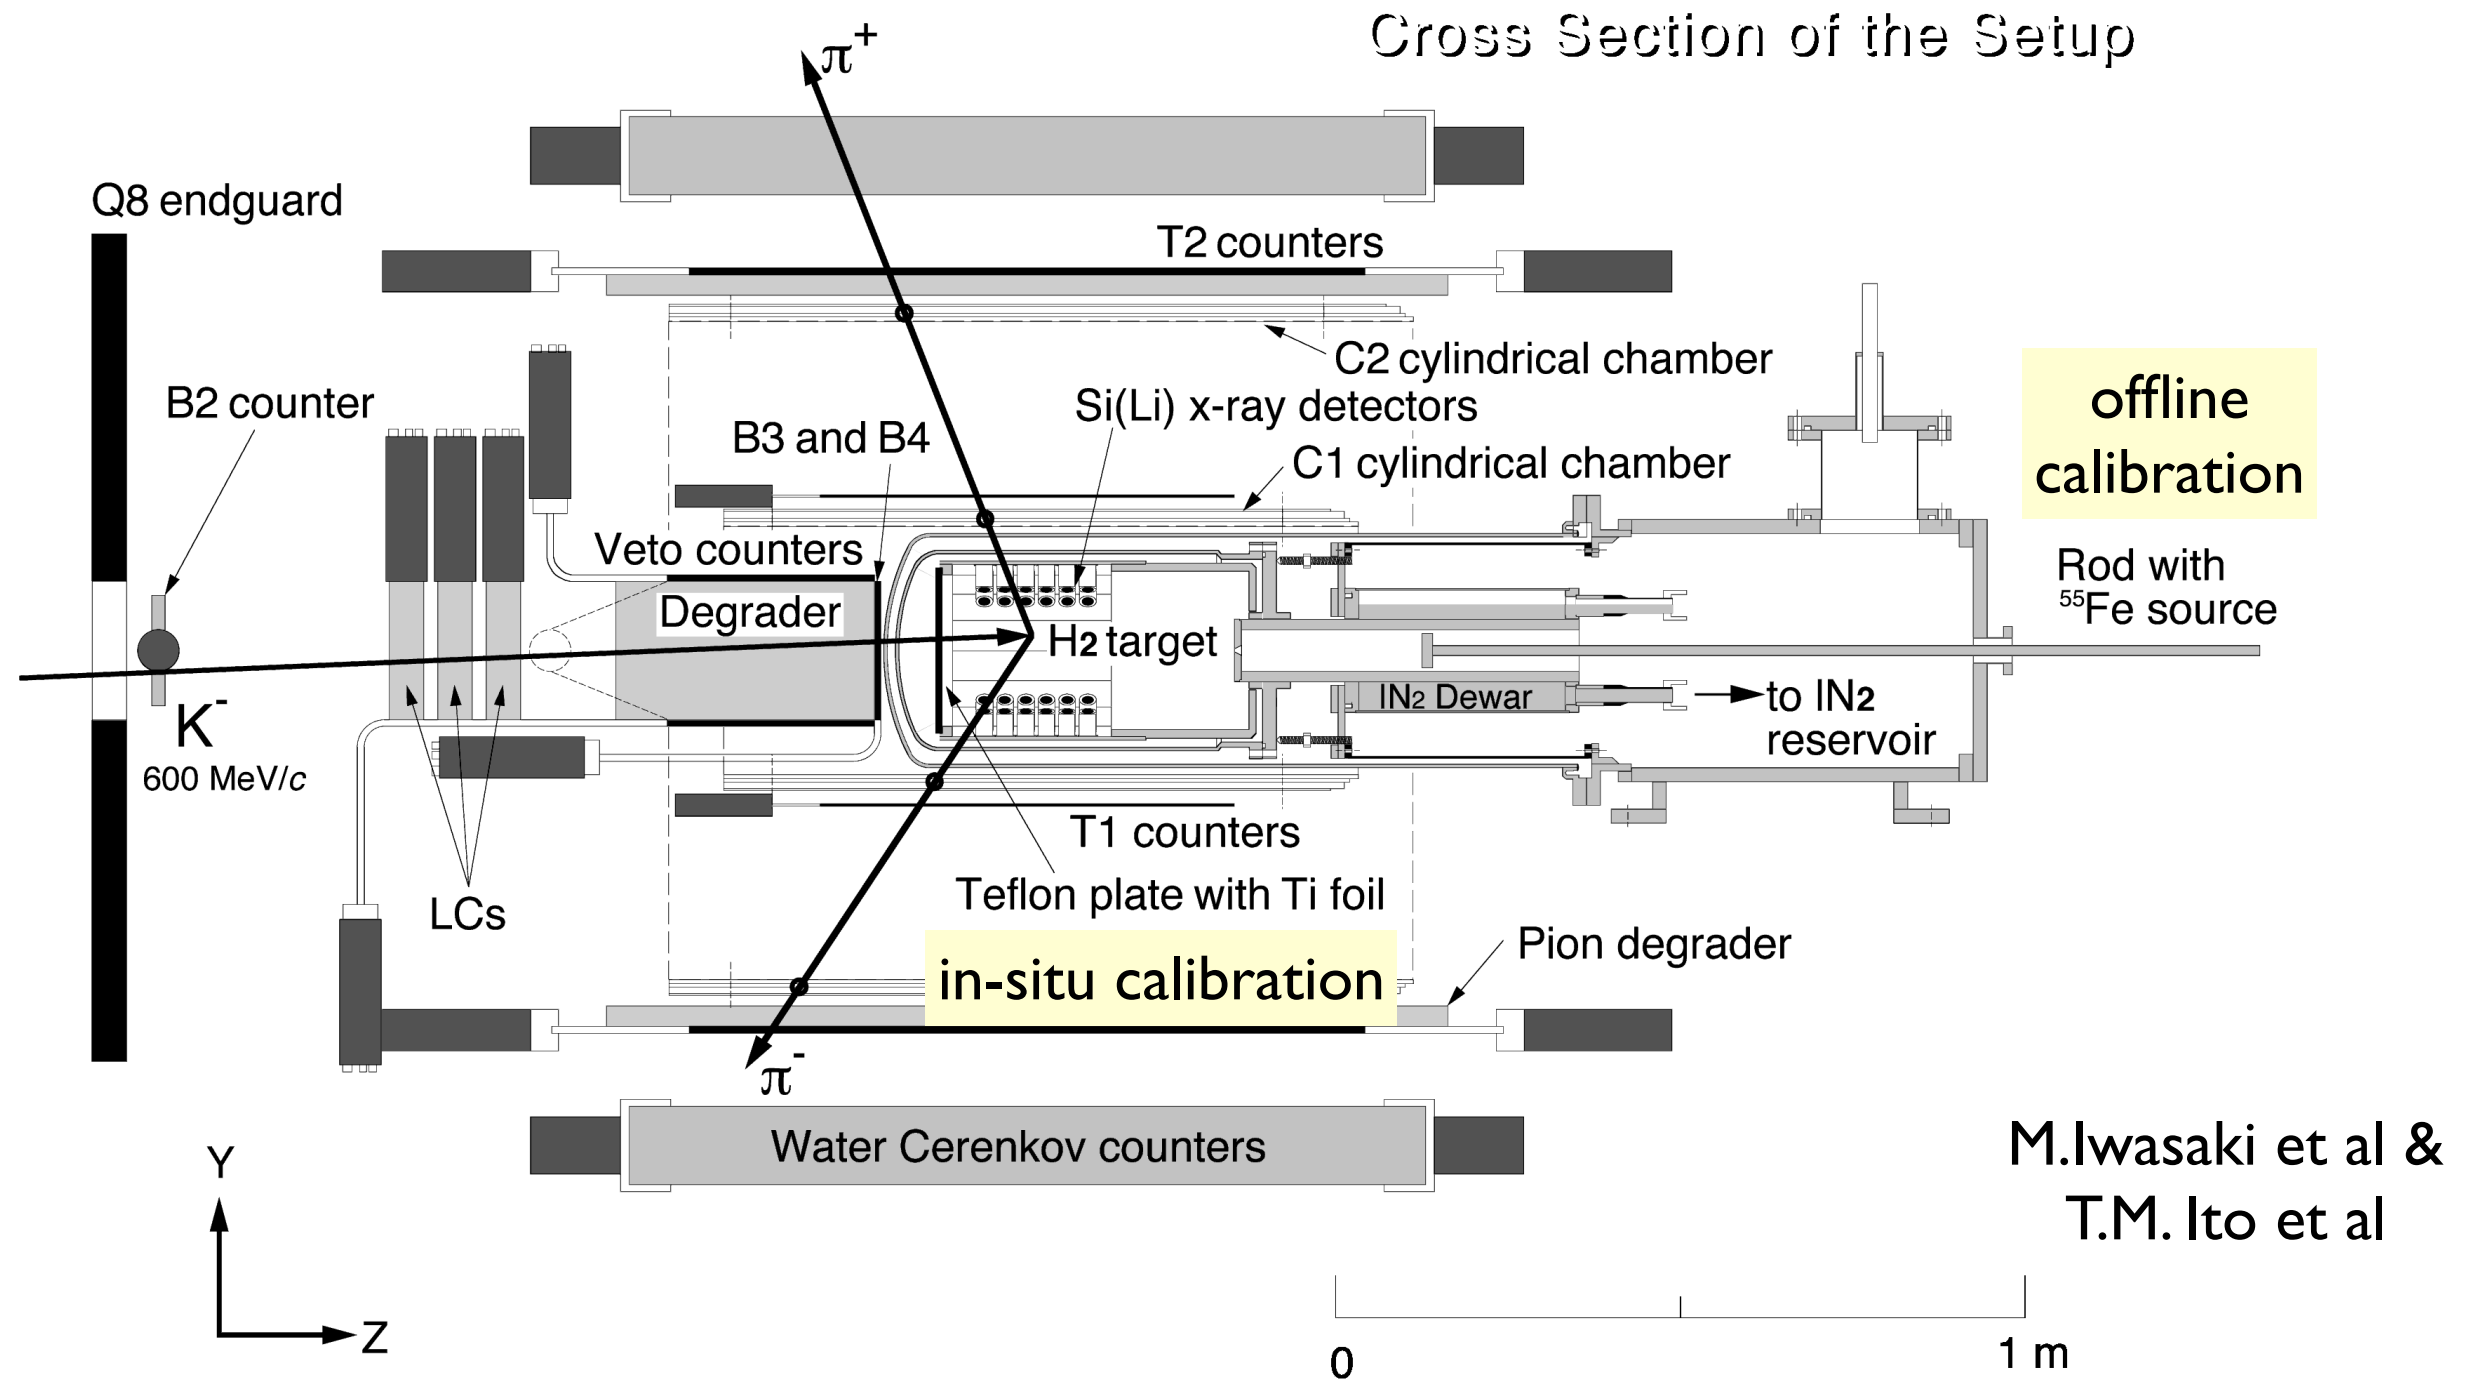 Cross Section of the Setup
π+
Q8 endguard
T2 counters
C2 cylindrical chamber
B2 counter
Si(Li) x-ray detectors
offline
calibration
B3 and B4
C1 cylindrical chamber
Veto counters
Rod with
55Fe source
Degrader
H2 target
K-
600 MeV/c
lN2 Dewar
to lN2
reservoir
T1 counters
Teflon plate with Ti foil
LCs
Pion degrader
in-situ calibration
π-
Water Cerenkov counters
M.Iwasaki et al &
T.M. Ito et al
Y
Z
0
1 m